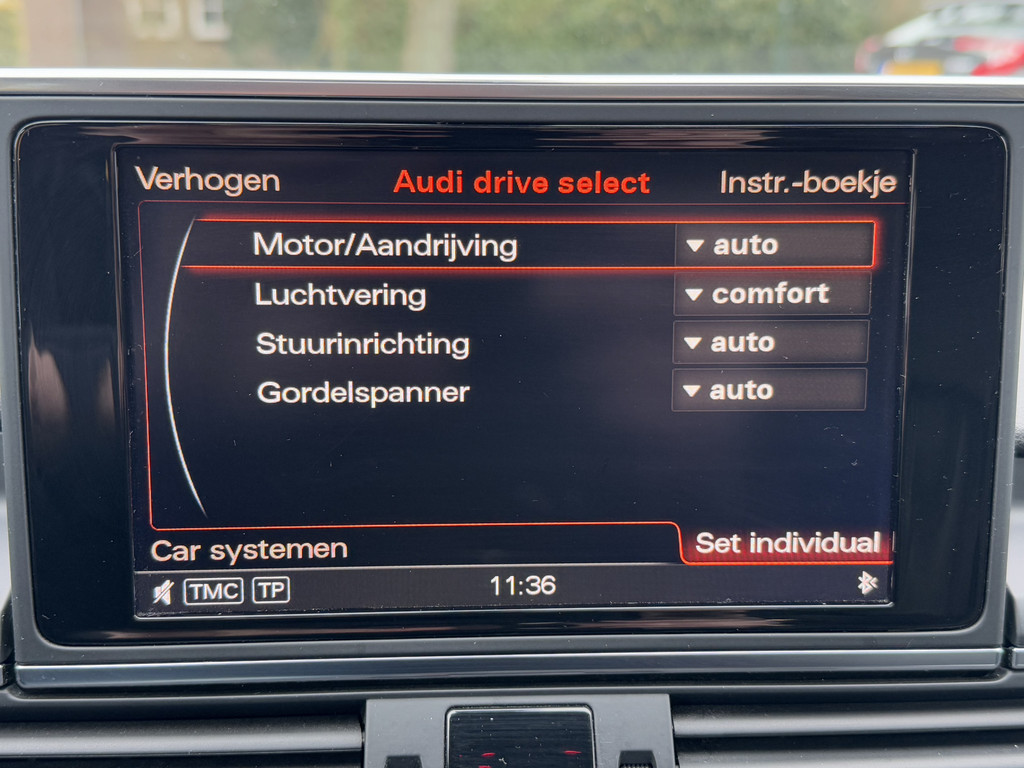 Verhogen Audi drive select Instr.-boekje
Motor/Aandrijving auto
Luchtvering comfort
Stuurinrichting auto
Gordelspanner auto
Car systemen Set individual
TMC TP 11:36